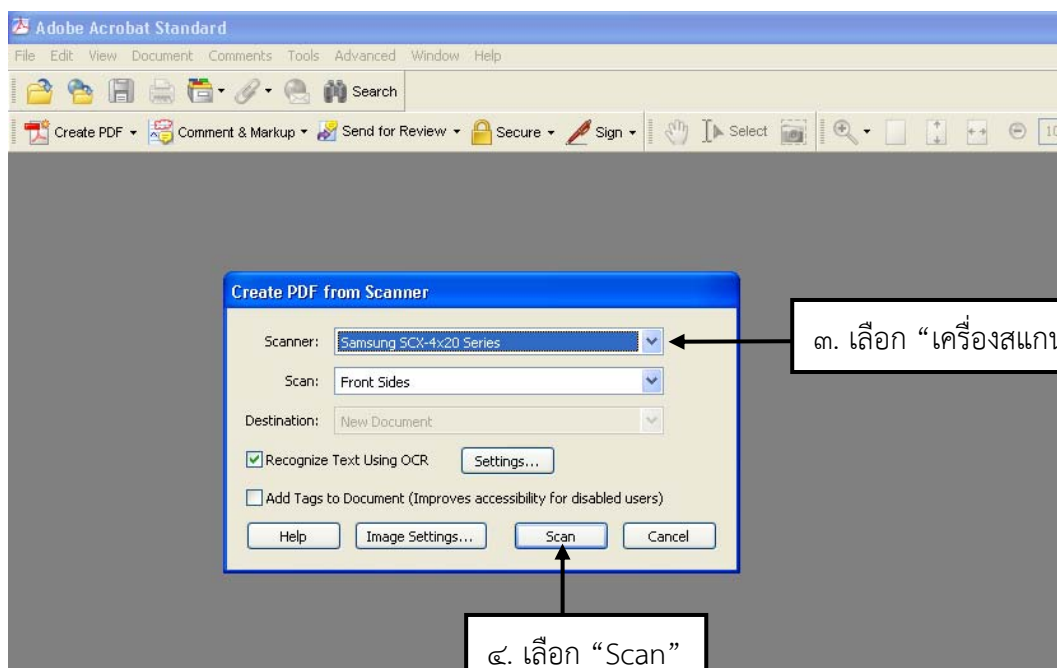 Adobe Acrobat Standard
File Edit View Document Comments Tools Advanced Window Help
Search
Create PDF Comment & Markup Send for Review Secure Sign Select 10
Create PDF from Scanner
Scanner: Samsung SCX-4x20 Series
๓. เลือก “เครื่องสแกน
Scan: Front Sides
Destination: New Document
Recognize Text Using OCR Settings...
Add Tags to Document (Improves accessibility for disabled users)
Help Image Settings... Scan Cancel
๔. เลือก “Scan”